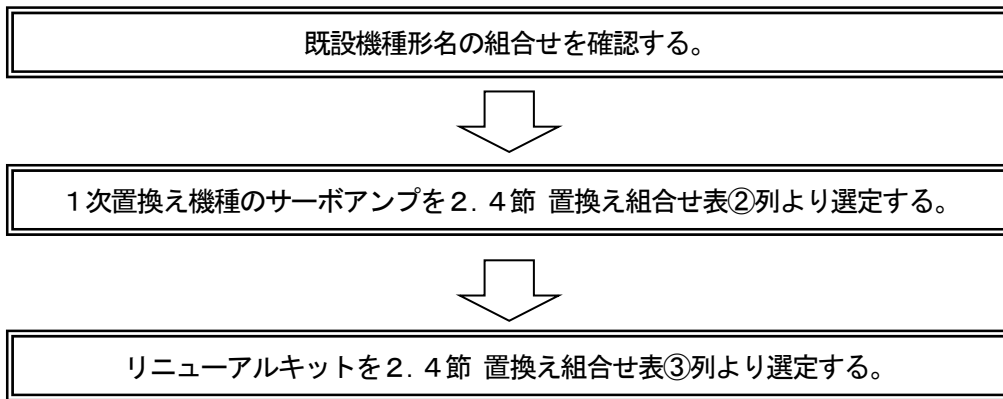 既設機種形名の組合せを確認する。
1次置換え機種のサーボアンプを2.4節 置換え組合せ表②列より選定する。
リニューアルキットを2.4節 置換え組合せ表③列より選定する。